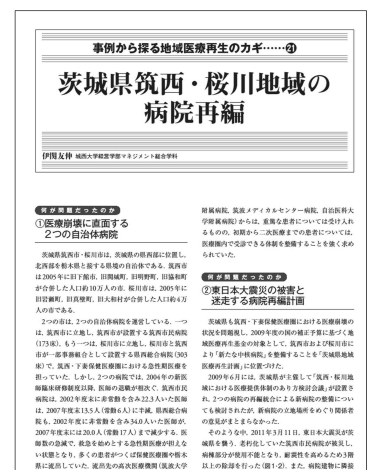 事例から探る地域医療再生のカギ……㉑
茨城県筑西・桜川地域の
病院再編
伊関友伸 城西大学経営学部マネジメント総合学科
何が問題だったのか
①医療崩壊に直面する
2つの自治体病院
茨城県筑西市・桜川市は、茨城県の県西部に位置し、
北西部を栃木県と接する県境の自治体である。筑西市
は2005年に旧下館市、旧関城町、旧明野町、旧協和町
が合併した人口約10万人の市、桜川市は、2005年に
旧岩瀬町、旧真壁町、旧大和村が合併した人口約4万
人の市である。
2つの市は、2つの自治体病院を運営している。一つ
は、筑西市に立地し、筑西市が設置する筑西市民病院
(173床)、もう一つは、桜川市に立地し、桜川市と筑西
市が一部事務組合として設置する県西総合病院(303
床)で、筑西・下妻保健医療圏における急性期医療を
担っていた。しかし、2つの病院では、2004年の新医
師臨床研修制度以降、医師の退職が相次ぐ。筑西市民
病院は、2002年度末に非常勤を含み22.3人いた医師
は、2007年度末13.5人(常勤6人)に半減。県西総合病
院も、2002年度末に非常勤を含み34.0人いた医師が、
2007年度末には20.0人(常勤17人)まで減少する。医
師数の急減で、救急を始めとする急性期医療が担えな
い状態となり、多くの患者がつくば保健医療圏や栃木
県に流出していた。流出先の高次医療機関(筑波大学
附属病院、筑波メディカルセンター病院、自治医科大
学附属病院)からは、重篤な患者については受け入れ
るものの、初期から二次医療までの患者については、
医療圏内で受診できる体制を整備することを強く求め
られていた。
何が問題だったのか
②東日本大震災の被害と
迷走する病院再編計画
茨城県も筑西・下妻保健医療圏における医療崩壊の
状況を問題視し、2009年度の国の補正予算に基づく地
域医療再生基金の対象として、筑西市および桜川市に
より「新たな中核病院」を整備することを「茨城県地域
医療再生計画」に位置づけた。
2009年6月には、茨城県が主催して「筑西・桜川地
域における医療提供体制のあり方検討会議」が設置さ
れ、2つの病院の再編統合による新病院の整備につい
ても検討されたが、新病院の立地場所をめぐり関係者
の意見がまとまらなかった。
そのような中、2011年3月11日、東日本大震災が茨
城県を襲う。老朽化していた筑西市民病院が被災し、
病棟部分が使用不能となり、耐震性を高めるため3階
以上の除却を行った(図1・2)。また、病院建物に隣接